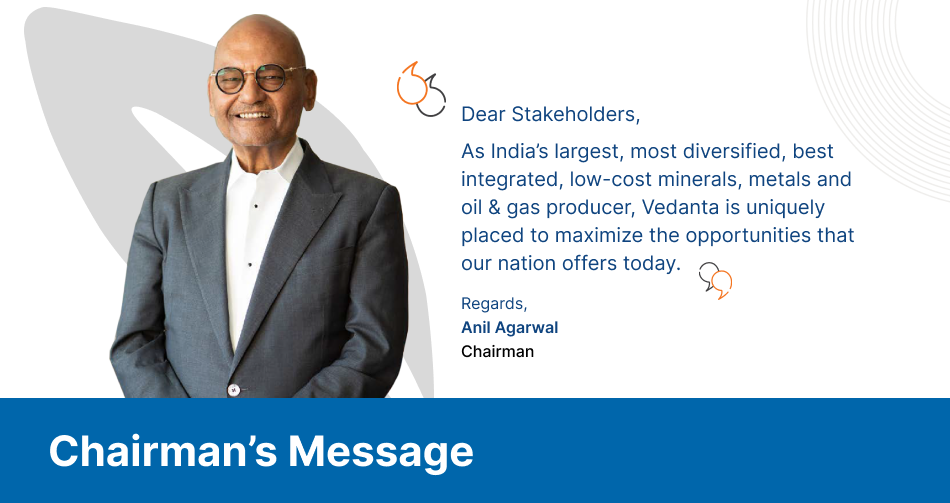 Dear Stakeholders,
As India’s largest, most diversified, best
integrated, low-cost minerals, metals and
oil & gas producer, Vedanta is uniquely
placed to maximize the opportunities that
our nation offers today.
Regards,
Anil Agarwal
Chairman
Chairman’s Message